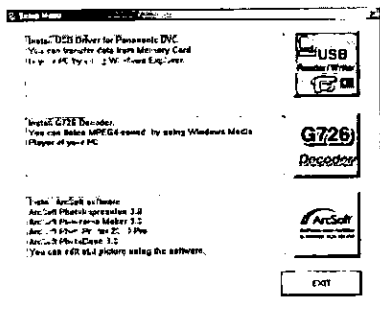 Setup Menu
Install USB Driver for Panasonic DVC
You can transfer data from Memory Card
to your PC by using Windows Explorer.
USB
Reader/Writer
Install G726 Decoder.
You can listen MPEG4 sound by using Windows Media
Player of your PC
G726
Decoder
Install ArcSoft software
ArcSoft PhotoImpression 3.0
ArcSoft Panorama Maker 3.0
ArcSoft PhotoBase 3.0
You can edit still picture using the software.
ArcSoft
EXIT